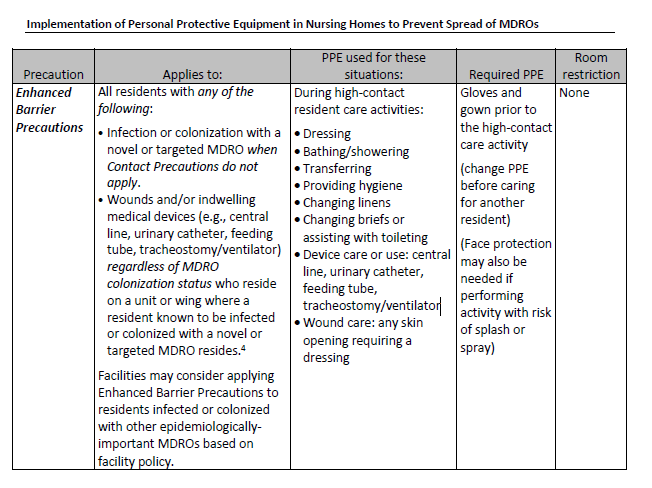 Implementation of Personal Protective Equipment in Nursing Homes to Prevent Spread of MDROs
Precaution
Applies to:
PPE used for these
situations:
Required PPE
Room
restriction
Enhanced
Barrier
Precautions
All residents with any of the
following:
• Infection or colonization with a
novel or targeted MDRO when
Contact Precautions do not
apply.
• Wounds and/or indwelling
medical devices (e.g., central
line, urinary catheter, feeding
tube, tracheostomy/ventilator)
regardless of MDRO
colonization status who reside
on a unit or wing where a
resident known to be infected
or colonized with a novel or
targeted MDRO resides.⁴
Facilities may consider applying
Enhanced Barrier Precautions to
residents infected or colonized
with other epidemiologically-
important MDROs based on
facility policy.
During high-contact
resident care activities:
• Dressing
• Bathing/showering
• Transferring
• Providing hygiene
• Changing linens
• Changing briefs or
assisting with toileting
• Device care or use: central
line, urinary catheter,
feeding tube,
tracheostomy/ventilator
• Wound care: any skin
opening requiring a
dressing
Gloves and
gown prior to
the high-contact
care activity
(change PPE
before caring
for another
resident)
(Face protection
may also be
needed if
performing
activity with risk
of splash or
spray)
None